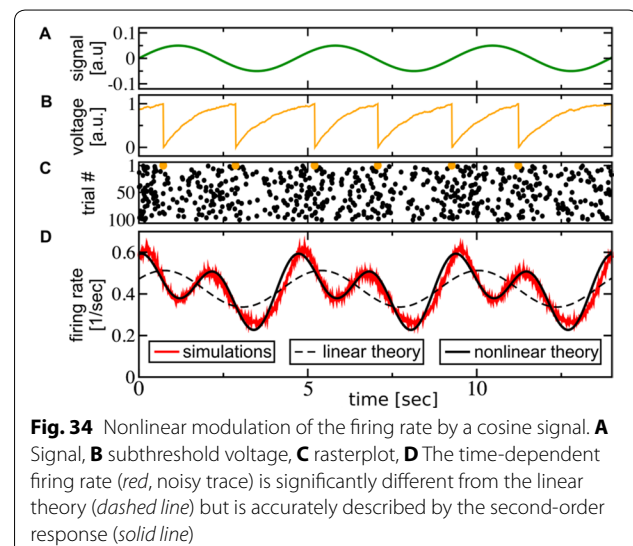 A
signal
[a.u]
0.1
0
-0.1
B
voltage
[a.u.]
1
0
C
trial #
1
50
100
D
firing rate
[1/sec]
0.6
0.4
0.2
0
simulations
linear theory
nonlinear theory
0
5
10
time [sec]
Fig. 34 Nonlinear modulation of the firing rate by a cosine signal. A
Signal, B subthreshold voltage, C rasterplot, D The time-dependent
firing rate (red, noisy trace) is significantly different from the linear
theory (dashed line) but is accurately described by the second-order
response (solid line)